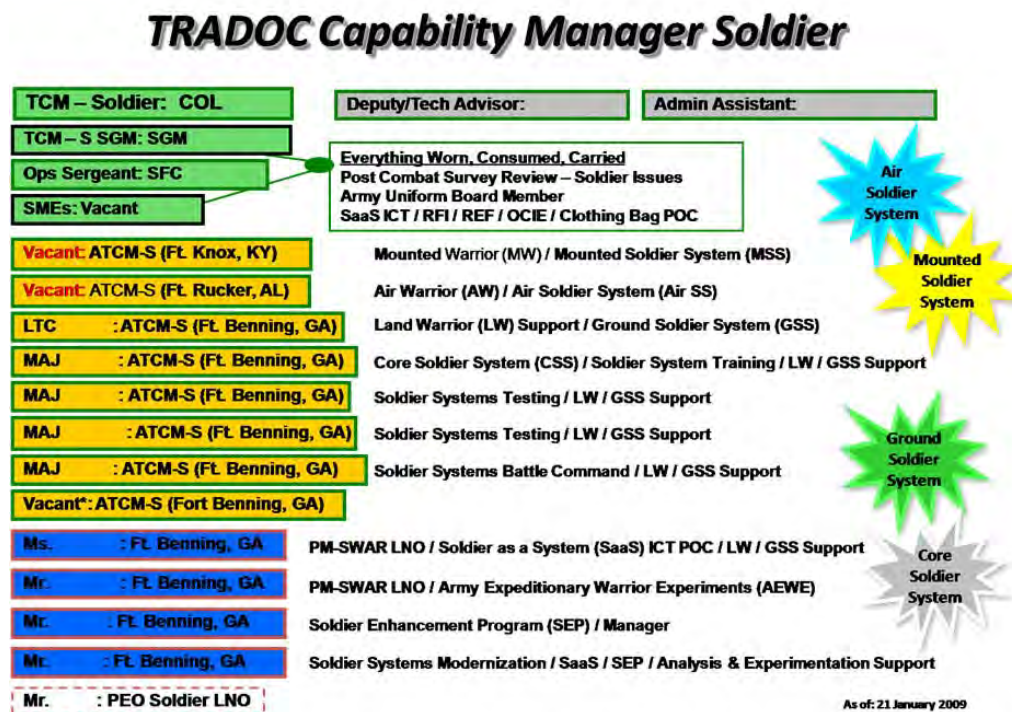 TRADOC Capability Manager Soldier
TCM – Soldier: COL
Deputy/Tech Advisor:
Admin Assistant:
TCM – S SGM: SGM
Ops Sergeant: SFC
SMEs: Vacant
Everything Worn, Consumed, Carried
Post Combat Survey Review – Soldier Issues
Army Uniform Board Member
SaaS ICT / RFI / REF / OCIE / Clothing Bag POC
Air
Soldier
System
Vacant: ATCM-S (Ft. Knox, KY)
Mounted Warrior (MW) / Mounted Soldier System (MSS)
Mounted
Soldier
System
Vacant: ATCM-S (Ft. Rucker, AL)
Air Warrior (AW) / Air Soldier System (Air SS)
LTC : ATCM-S (Ft. Benning, GA)
Land Warrior (LW) Support / Ground Soldier System (GSS)
MAJ : ATCM-S (Ft. Benning, GA)
Core Soldier System (CSS) / Soldier System Training / LW / GSS Support
MAJ : ATCM-S (Ft. Benning, GA)
Soldier Systems Testing / LW / GSS Support
MAJ : ATCM-S (Ft. Benning, GA)
Soldier Systems Testing / LW / GSS Support
MAJ : ATCM-S (Ft. Benning, GA)
Soldier Systems Battle Command / LW / GSS Support
Ground
Soldier
System
Vacant*: ATCM-S (Fort Benning, GA)
Ms. : Ft. Benning, GA
PM-SWAR LNO / Soldier as a System (SaaS) ICT POC / LW / GSS Support
Mr. : Ft. Benning, GA
PM-SWAR LNO / Army Expeditionary Warrior Experiments (AEWE)
Core
Soldier
System
Mr. : Ft. Benning, GA
Soldier Enhancement Program (SEP) / Manager
Mr. : Ft. Benning, GA
Soldier Systems Modernization / SaaS / SEP / Analysis & Experimentation Support
Mr. : PEO Soldier LNO
As of: 21 January 2009